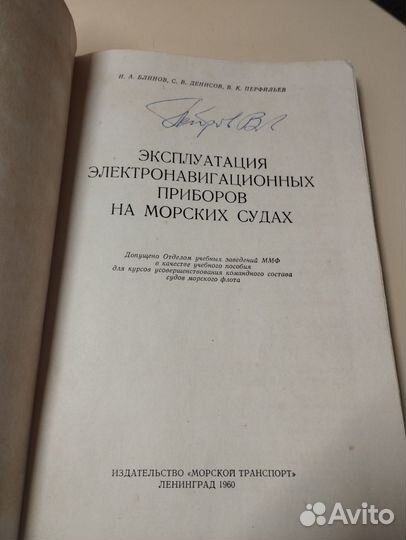 И. А. БЛИНОВ, С. В. ДЕНИСОВ, В. К. ПЕРФИЛЬЕВ
ЭКСПЛУАТАЦИЯ
ЭЛЕКТРОНАВИГАЦИОННЫХ
ПРИБОРОВ
НА МОРСКИХ СУДАХ
Допущено Отделом учебных заведений ММФ
в качестве учебного пособия
для курсов усовершенствования командного состава
судов морского флота
ИЗДАТЕЛЬСТВО «МОРСКОЙ ТРАНСПОРТ»
ЛЕНИНГРАД 1960
Avito